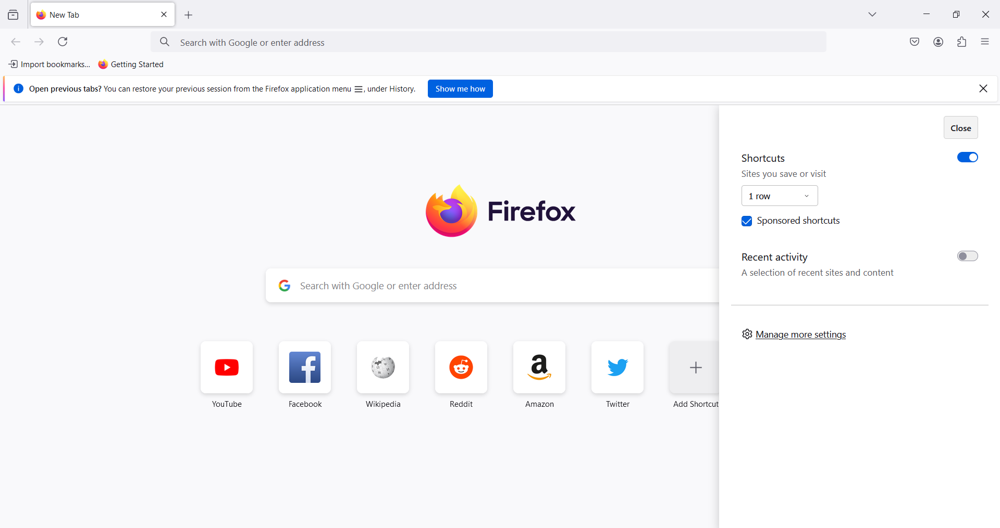 New Tab
Search with Google or enter address
Import bookmarks... Getting Started
Open previous tabs? You can restore your previous session from the Firefox application menu , under History. Show me how
Close
Shortcuts
Sites you save or visit
1 row
Sponsored shortcuts
Recent activity
A selection of recent sites and content
Manage more settings
Firefox
Search with Google or enter address
YouTube Facebook Wikipedia Reddit Amazon Twitter Add Shortcut